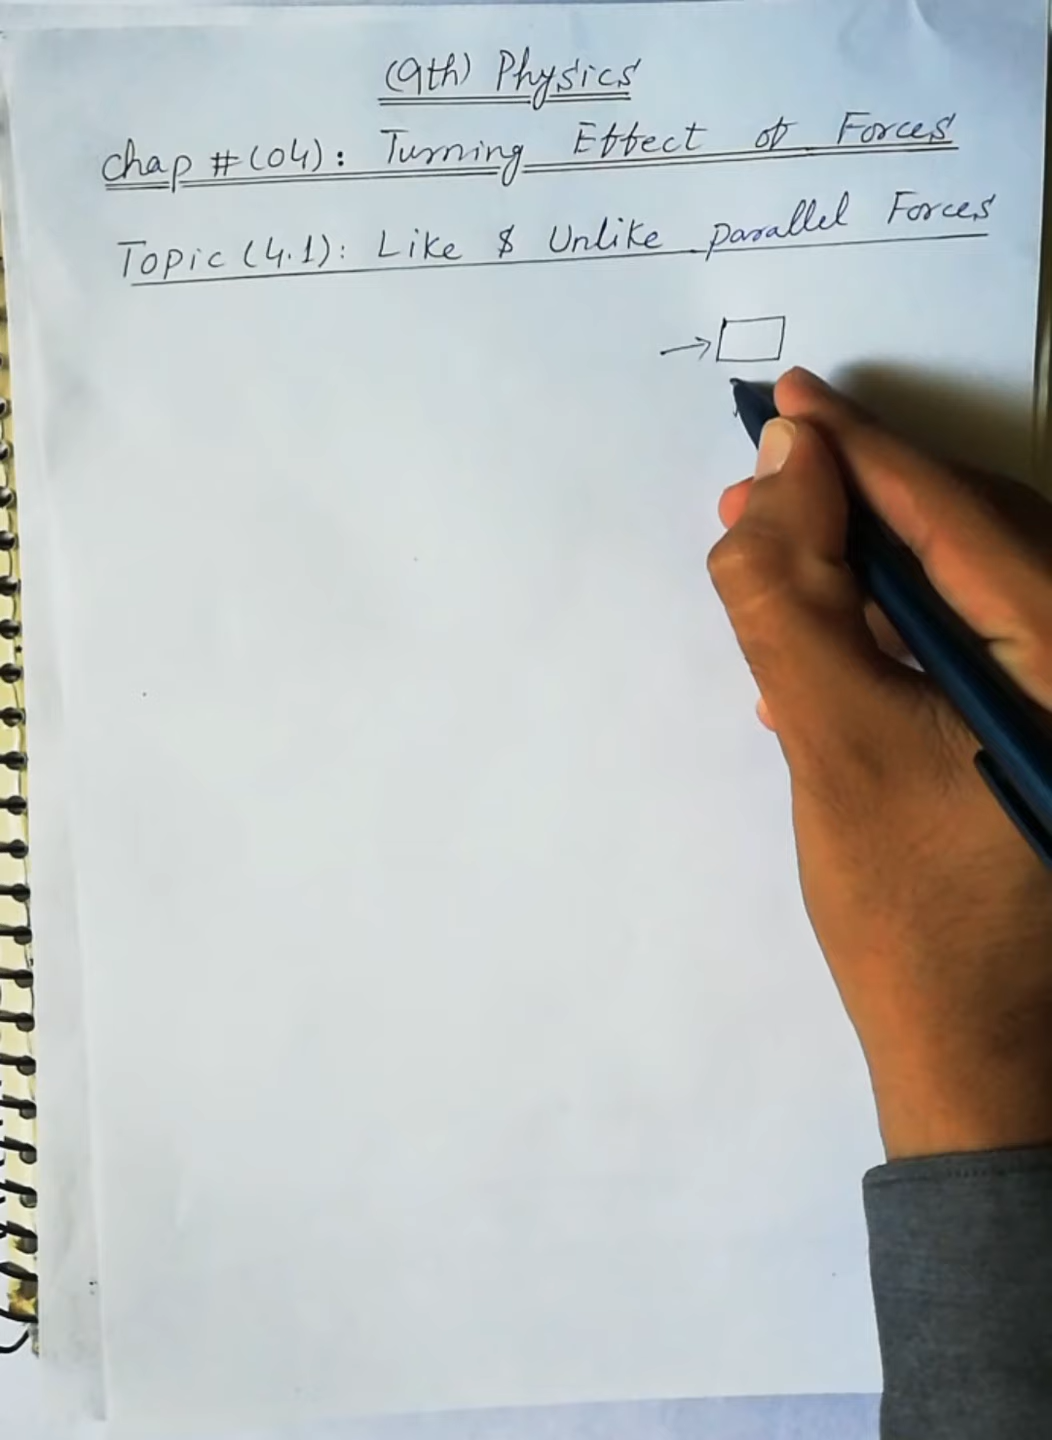 (9th) Physics
Chap # (04): Turning Effect of Forces
Topic (4.1): Like & Unlike parallel Forces